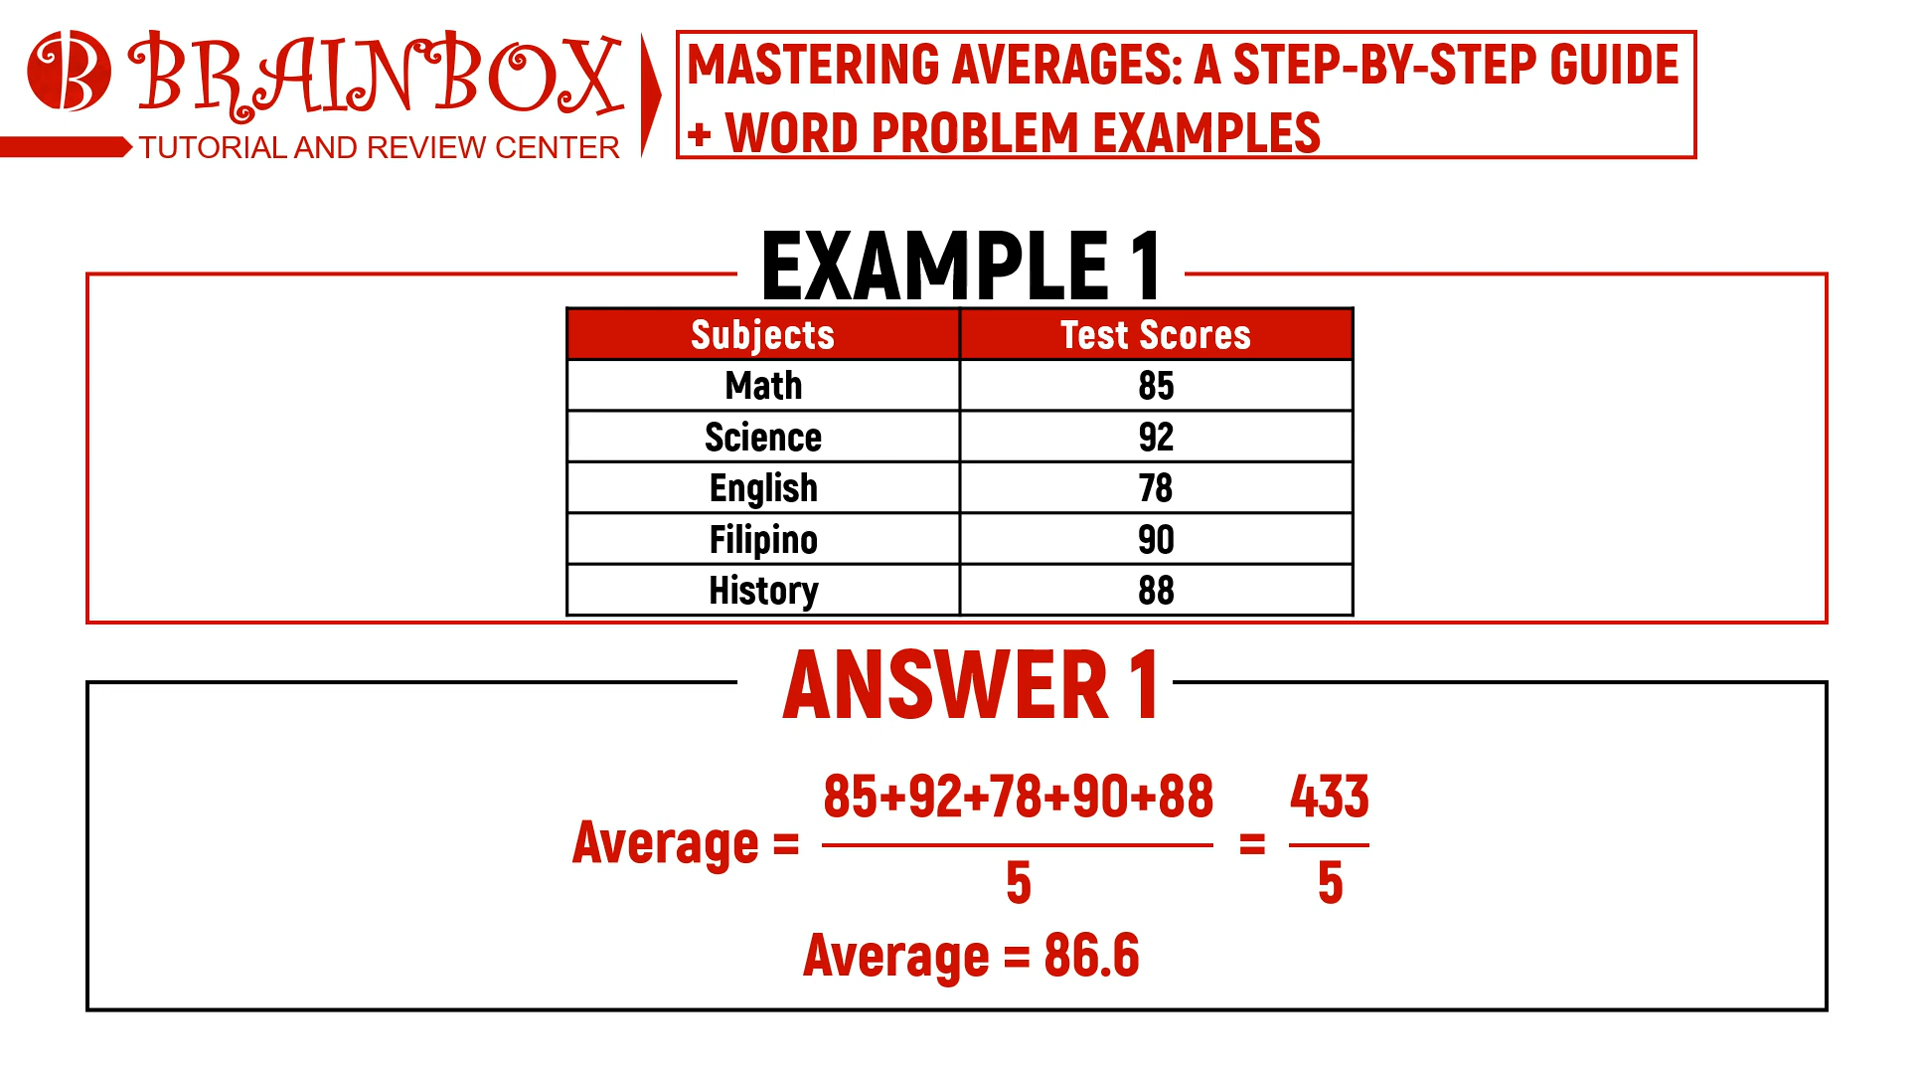 B BRAINBOX
TUTORIAL AND REVIEW CENTER
MASTERING AVERAGES: A STEP-BY-STEP GUIDE
+ WORD PROBLEM EXAMPLES
EXAMPLE 1
Subjects Test Scores
Math 85
Science 92
English 78
Filipino 90
History 88
ANSWER 1
85+92+78+90+88 433
Average = =
5 5
Average = 86.6